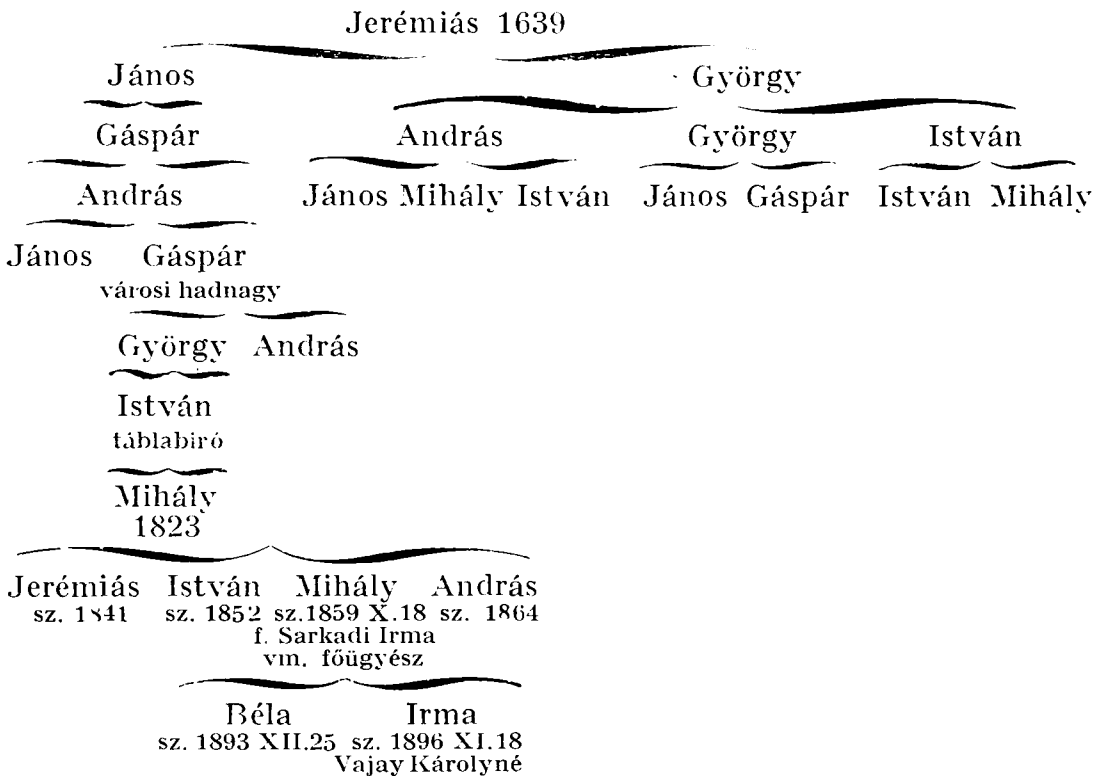 Jerémiás 1639
János György
Gáspár András György István
András János Mihály István János Gáspár István Mihály
János Gáspár
városi hadnagy
György András
István
táblabiró
Mihály
1823
Jerémiás István Mihály András
sz. 1841 sz. 1852 sz.1859 X.18 sz. 1864
f. Sarkadi Irma
vm. főügyész
Béla Irma
sz. 1893 XII.25 sz. 1896 XI.18
Vajay Károlyné